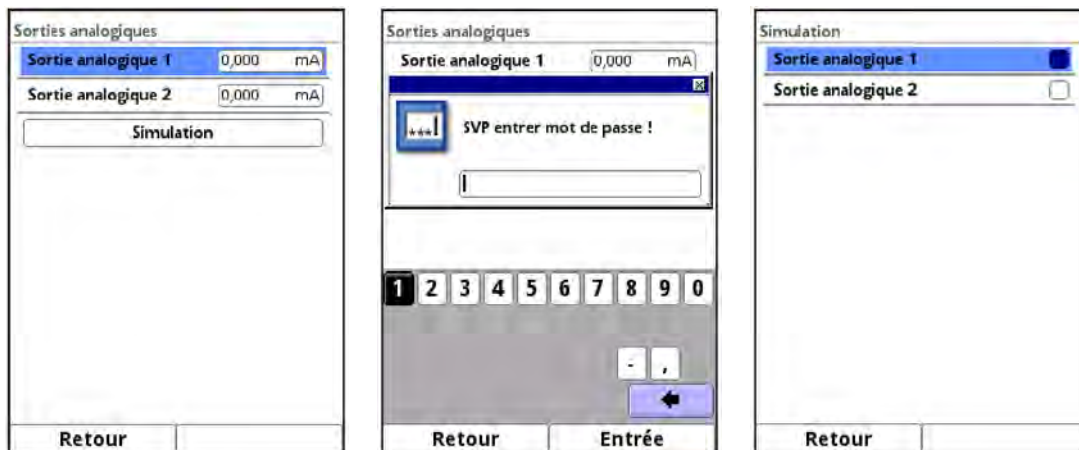 Sorties analogiques
Sortie analogique 1 0,000 mA
Sortie analogique 2 0,000 mA
Simulation
Retour
Sorties analogiques
Sortie analogique 1 0,000 mA
***! SVP entrer mot de passe !
1 2 3 4 5 6 7 8 9 0
- ,
Retour Entrée
Simulation
Sortie analogique 1
Sortie analogique 2
Retour